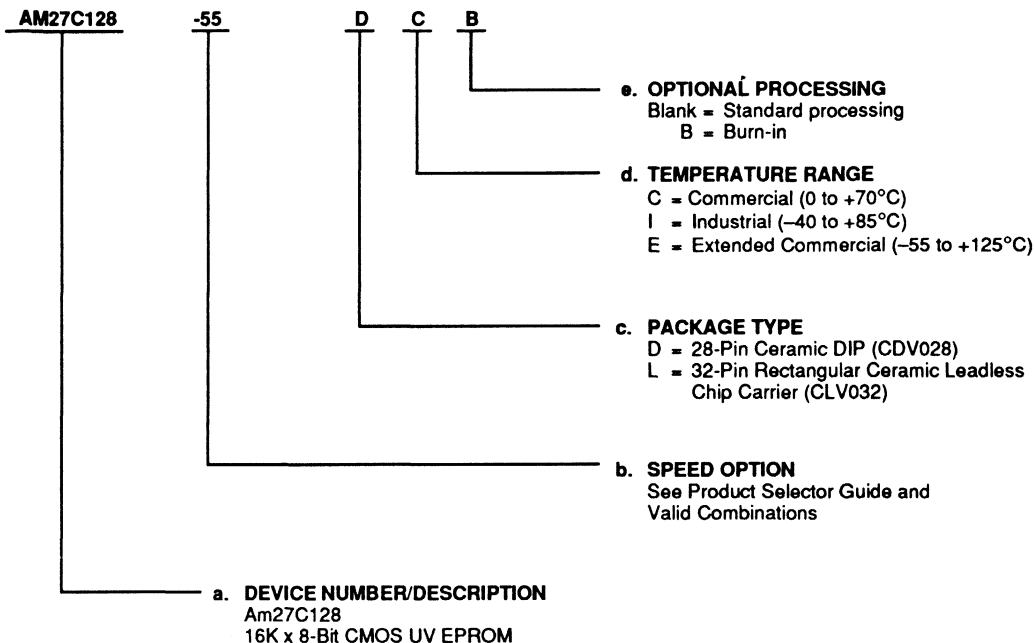 AM27C128 -55 D C B
e. OPTIONAL PROCESSING
Blank = Standard processing
B = Burn-in
d. TEMPERATURE RANGE
C = Commercial (0 to +70°C)
I = Industrial (–40 to +85°C)
E = Extended Commercial (–55 to +125°C)
c. PACKAGE TYPE
D = 28-Pin Ceramic DIP (CDV028)
L = 32-Pin Rectangular Ceramic Leadless
Chip Carrier (CLV032)
b. SPEED OPTION
See Product Selector Guide and
Valid Combinations
a. DEVICE NUMBER/DESCRIPTION
Am27C128
16K x 8-Bit CMOS UV EPROM